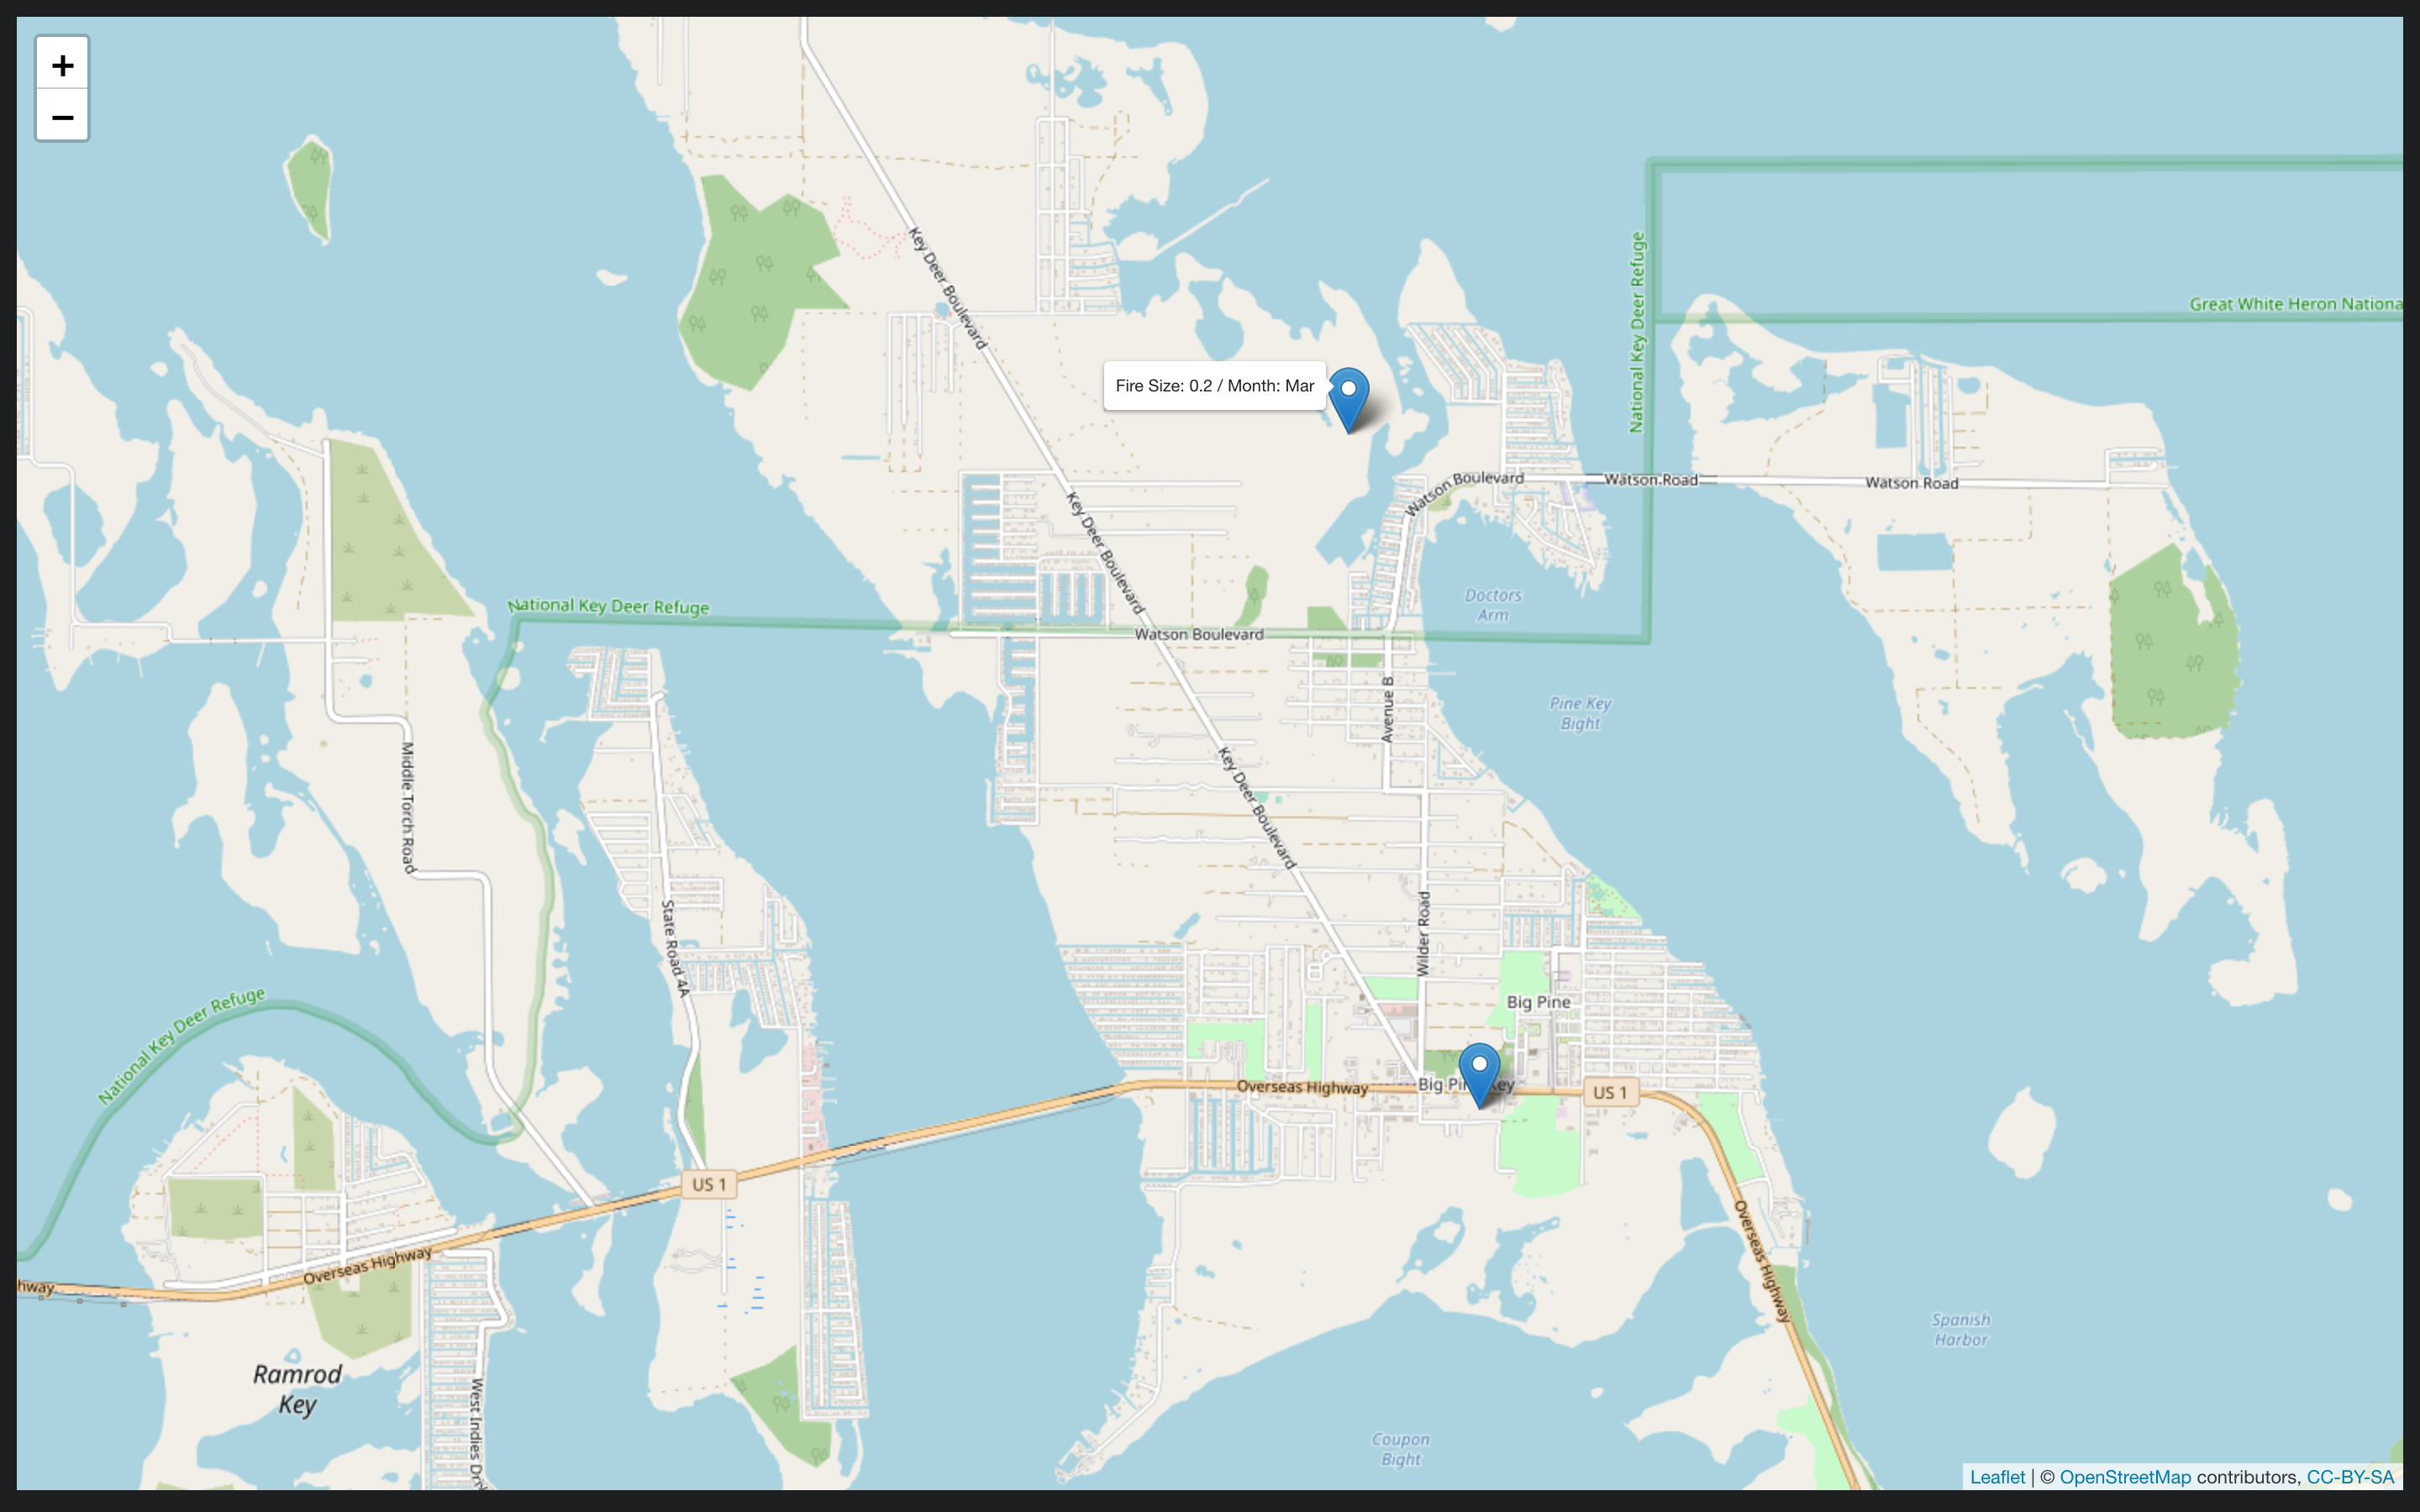 +
−
Key Deer Boulevard
National Key Deer Refuge
Great White Heron Nationa
Fire Size: 0.2 / Month: Mar
Watson Boulevard
Watson Road
Watson Road
Key Deer Boulevard
National Key Deer Refuge
Doctors
Arm
Watson Boulevard
Avenue B
Pine Key
Bight
Middle Torch Road
Key Deer Boulevard
State Road 4A
Wilder Road
National Key Deer Refuge
Big Pine
Overseas Highway
Big Pin Key
US 1
US 1
Overseas Highway
Overseas Highway
hway
Spanish
Harbor
Ramrod
Key
West Indies Driv
Coupon
Bight
Leaflet | © OpenStreetMap contributors, CC-BY-SA